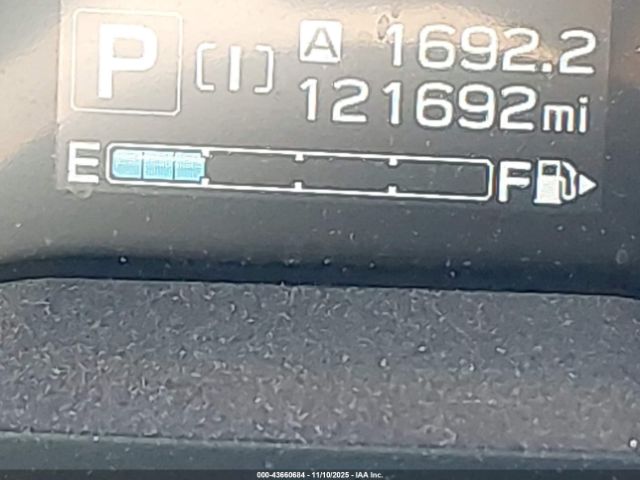 P [I] A 1692.2
121692mi
E F
000-43660684 - 11/10/2025 - IAA Inc.